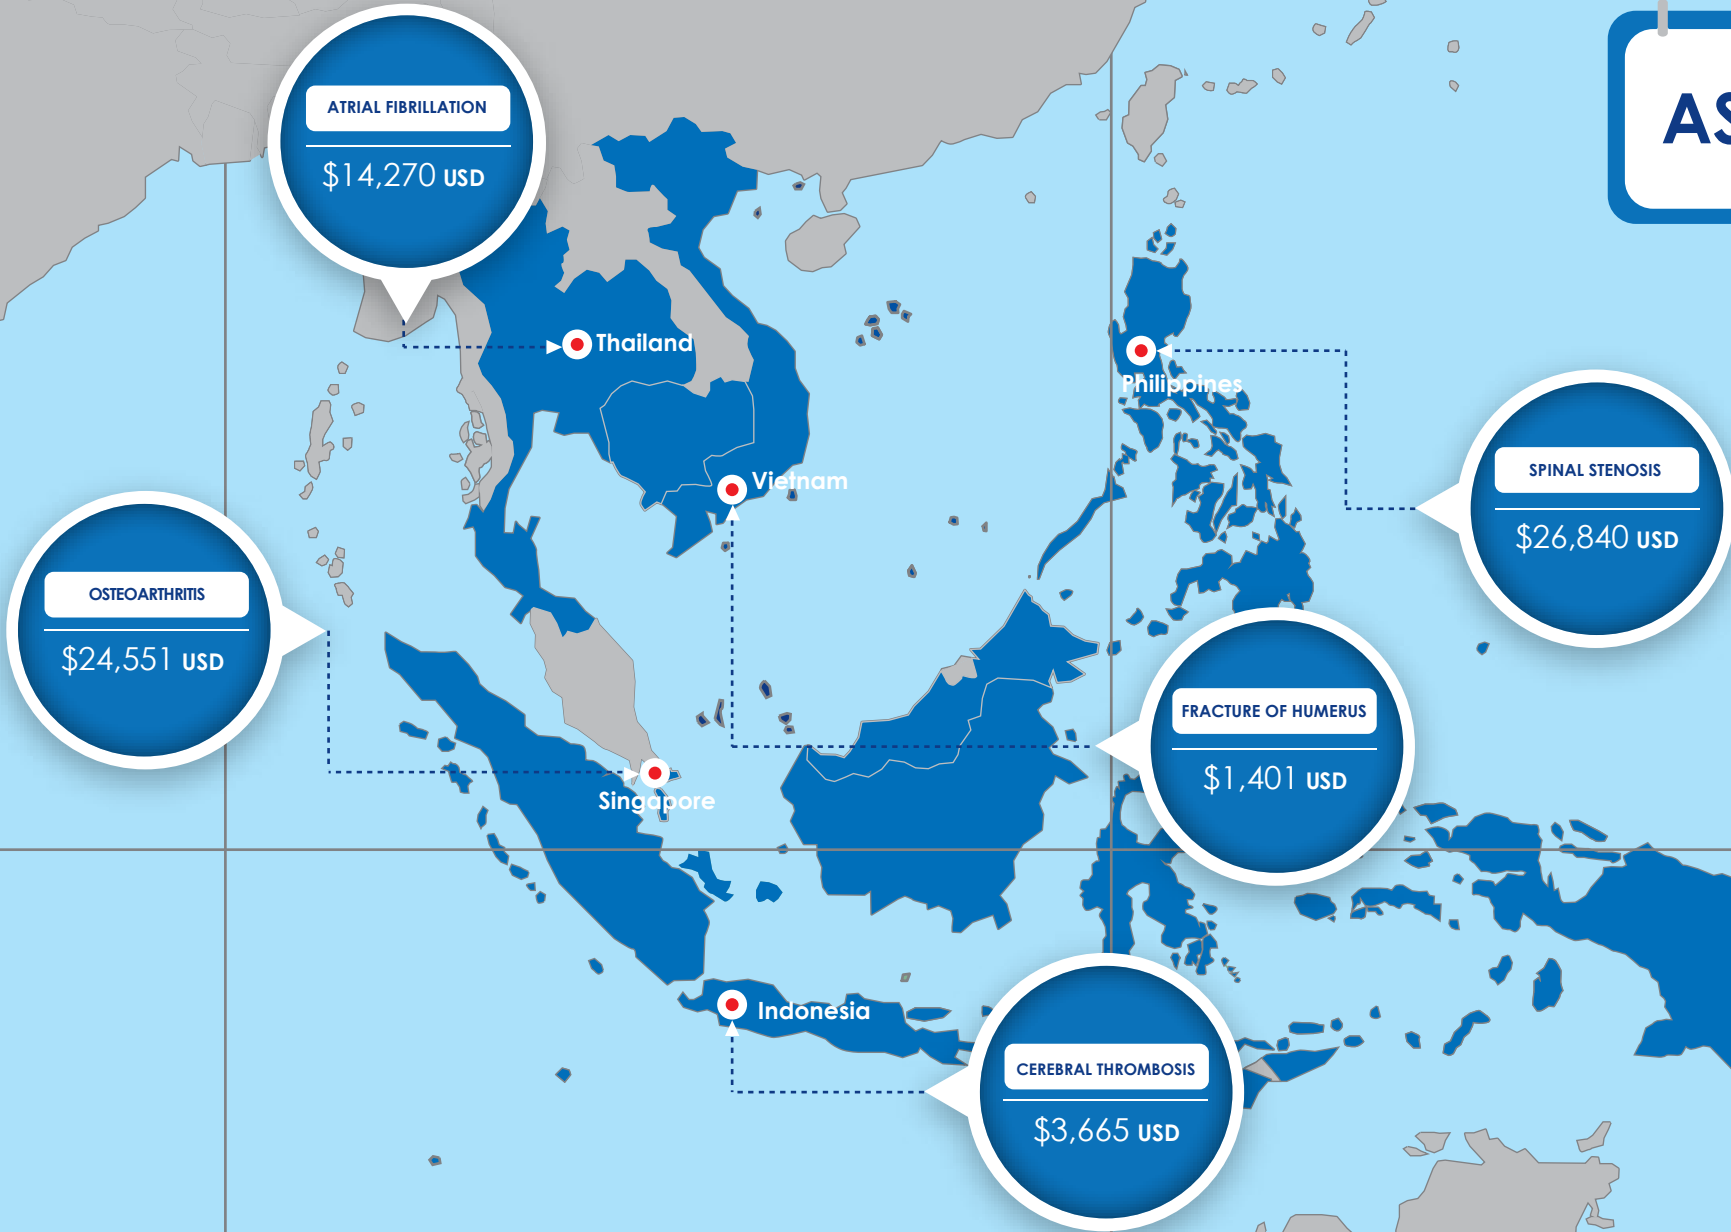 AS
ATRIAL FIBRILLATION
$14,270 USD
Thailand
Philippines
Vietnam
SPINAL STENOSIS
$26,840 USD
OSTEOARTHRITIS
$24,551 USD
FRACTURE OF HUMERUS
$1,401 USD
Singapore
Indonesia
CEREBRAL THROMBOSIS
$3,665 USD